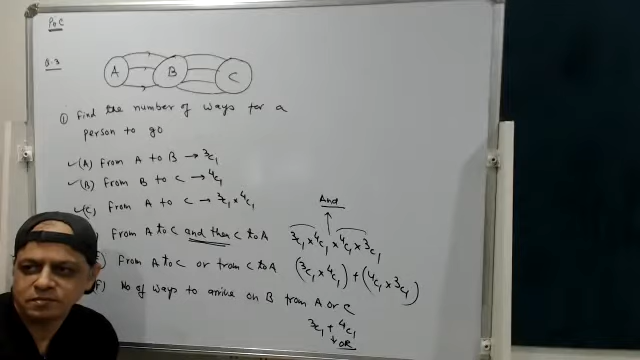 PoC
Q.3
A B C
① Find the number of ways for a
person to go
(A) From A to B → ³C₁
(B) From B to C → ⁴C₁
(C) From A to C → ³C₁ × ⁴C₁
And
From A to C and then C to A ³C₁ × ⁴C₁ × ⁴C₁ × ³C₁
From A to C or from C to A (³C₁ × ⁴C₁) + (⁴C₁ × ³C₁)
F) No of ways to arrive on B from A or C
³C₁ + ⁴C₁
OR